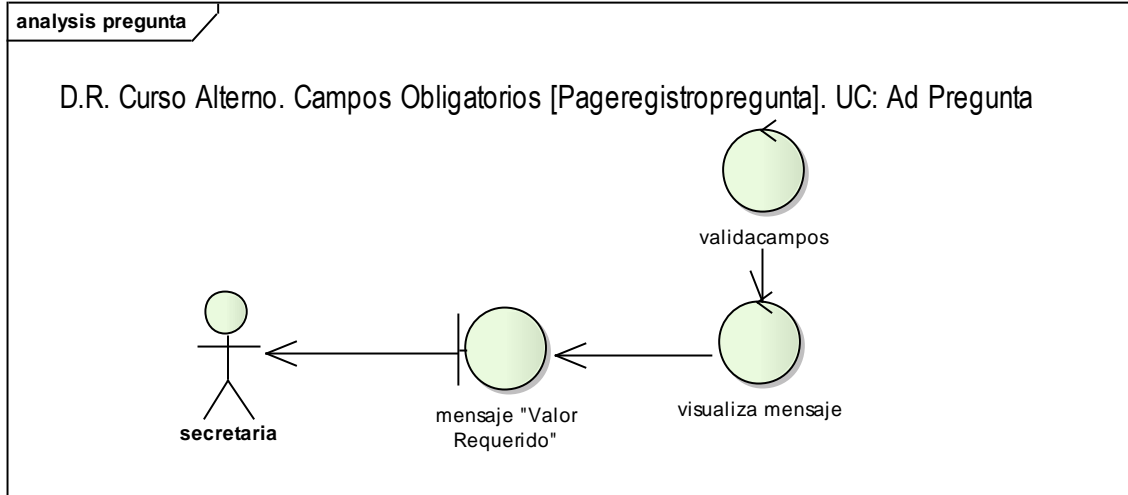 analysis pregunta
D.R. Curso Alterno. Campos Obligatorios [Pageregistropregunta]. UC: Ad Pregunta
validacampos
visualiza mensaje
mensaje "Valor
Requerido"
secretaria